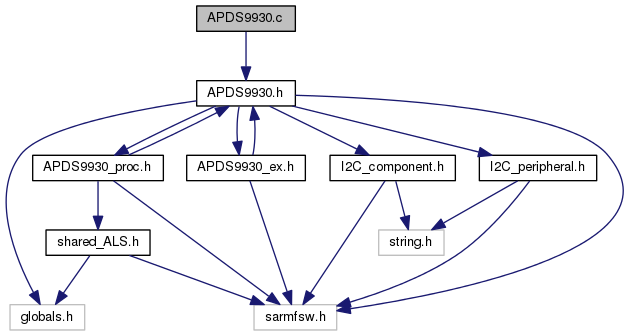 APDS9930.c
APDS9930.h
APDS9930_proc.h
APDS9930_ex.h
I2C_component.h
I2C_peripheral.h
shared_ALS.h
string.h
globals.h
sarmfsw.h